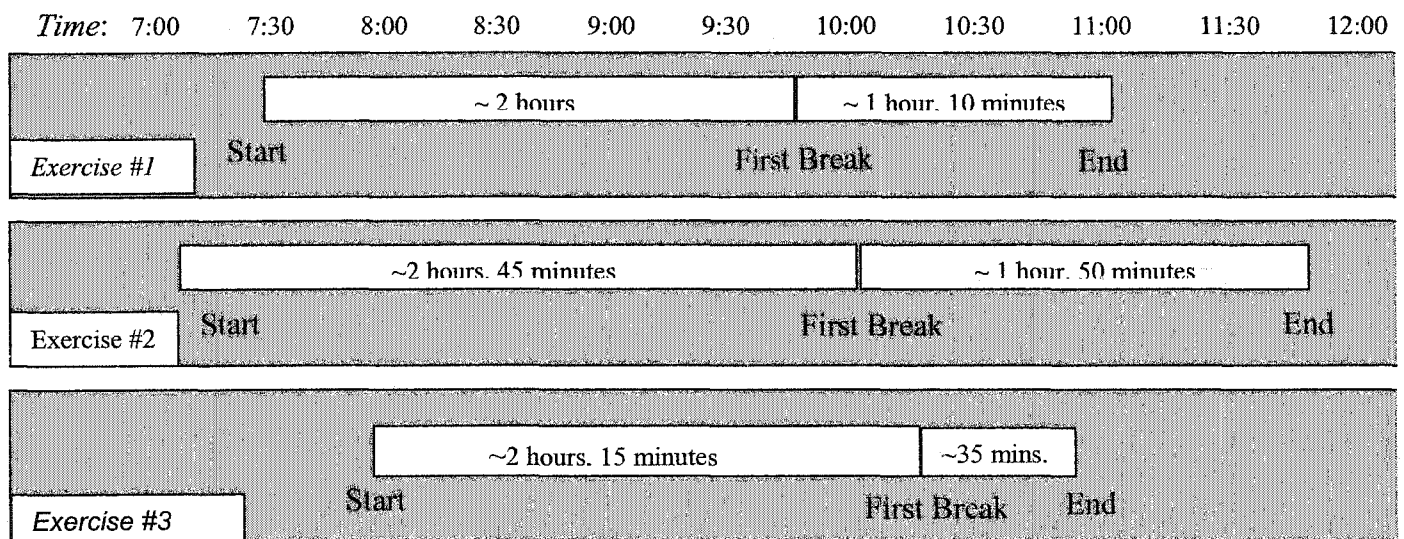 Time: 7:00 7:30 8:00 8:30 9:00 9:30 10:00 10:30 11:00 11:30 12:00
~ 2 hours ~ 1 hour. 10 minutes
Start First Break End
Exercise #1
~2 hours. 45 minutes ~ 1 hour. 50 minutes
Start First Break End
Exercise #2
~2 hours. 15 minutes ~35 mins.
Start First Break End
Exercise #3